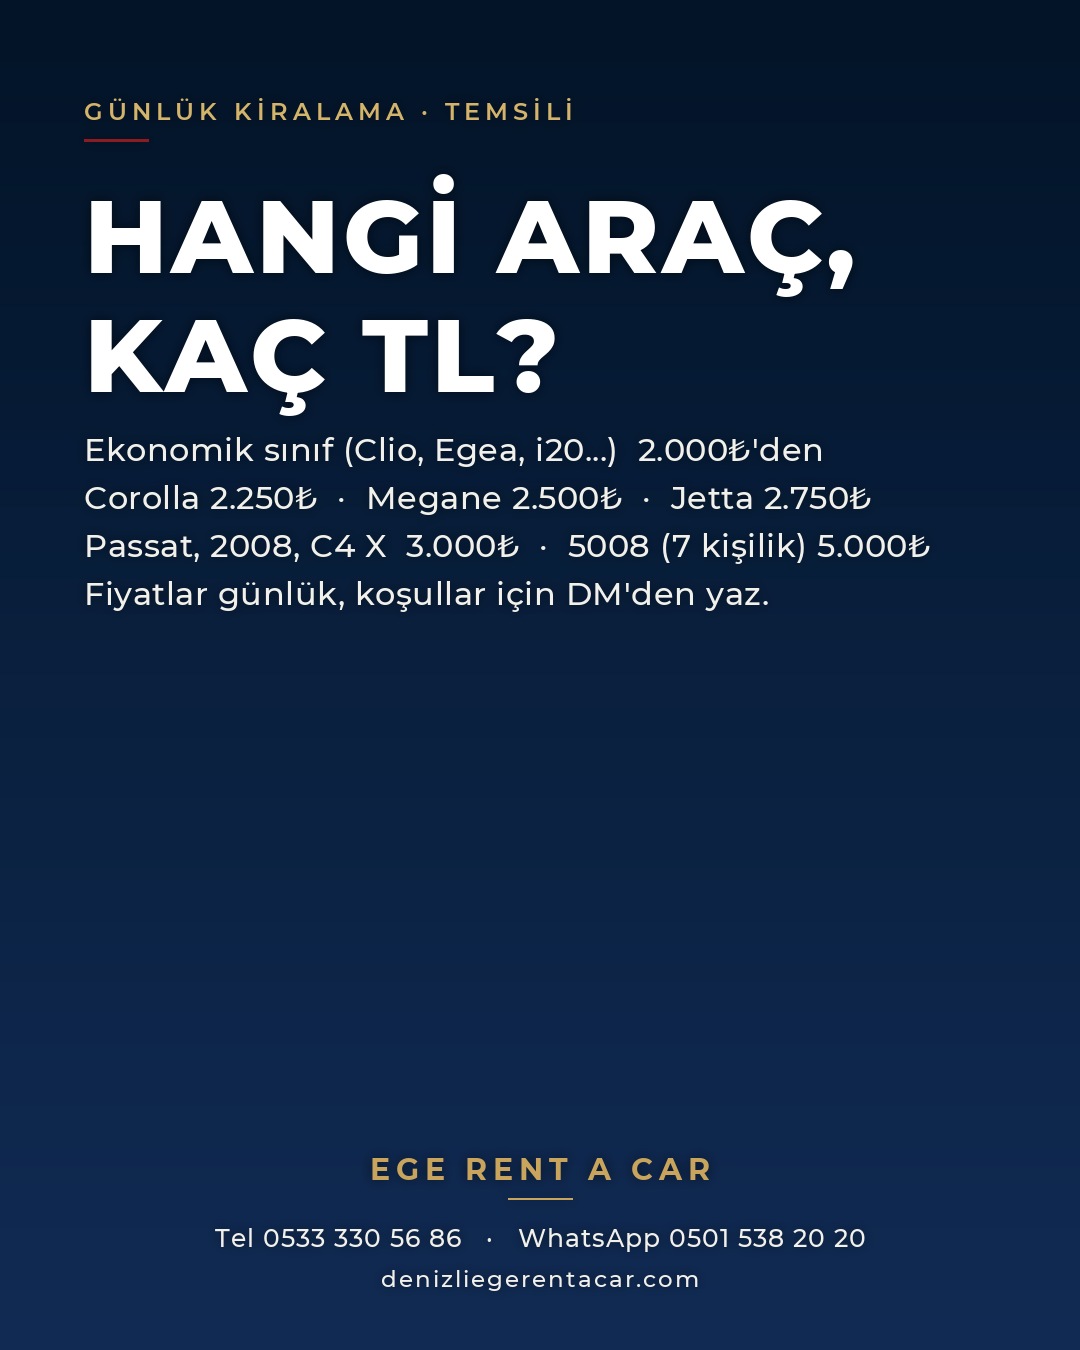 GÜNLÜK KİRALAMA · TEMSİLİ
HANGİ ARAÇ,
KAÇ TL?
Ekonomik sınıf (Clio, Egea, i20...) 2.000₺'den
Corolla 2.250₺ · Megane 2.500₺ · Jetta 2.750₺
Passat, 2008, C4 X 3.000₺ · 5008 (7 kişilik) 5.000₺
Fiyatlar günlük, koşullar için DM'den yaz.
EGE RENT A CAR
Tel 0533 330 56 86 · WhatsApp 0501 538 20 20
denizliegerentacar.com